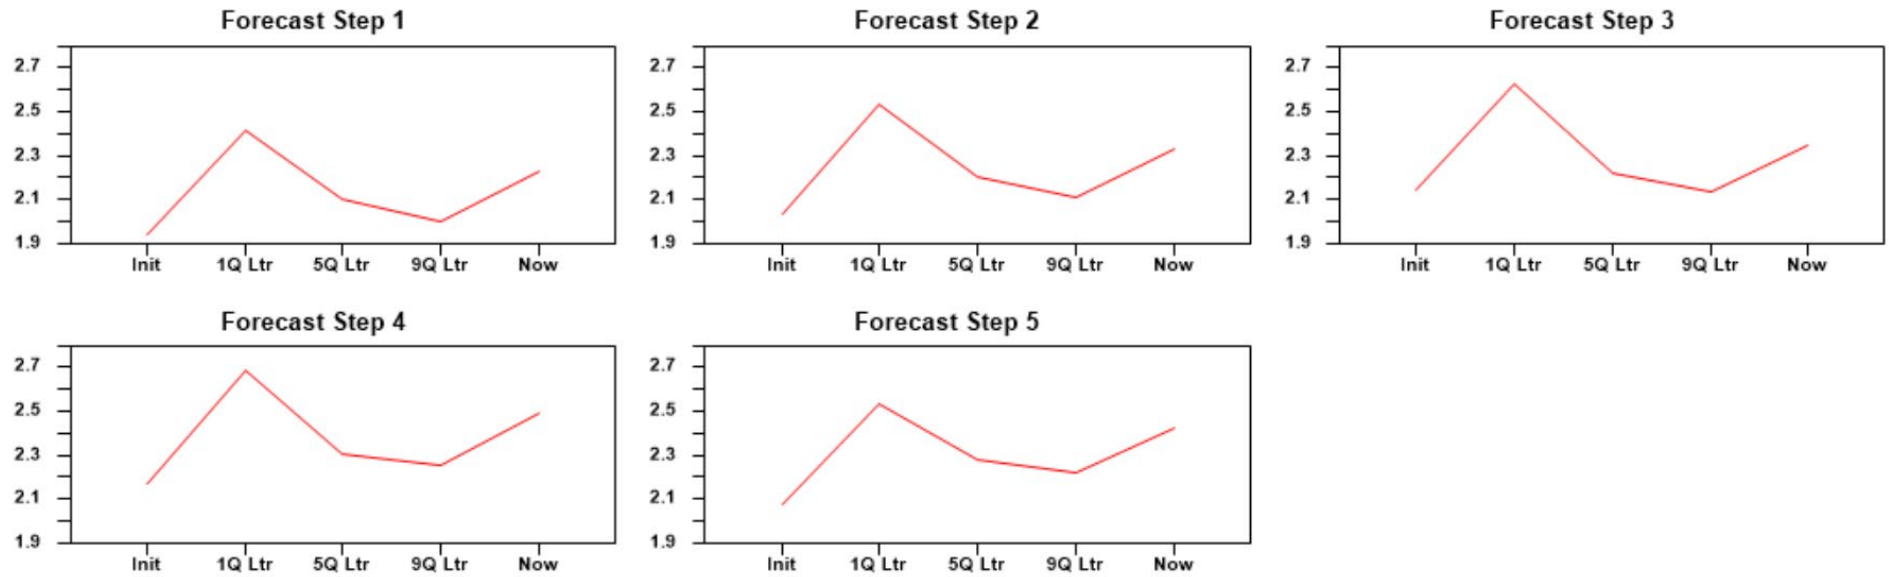 Forecast Step 1
2.7
2.5
2.3
2.1
1.9
Init 1Q Ltr 5Q Ltr 9Q Ltr Now
Forecast Step 2
2.7
2.5
2.3
2.1
1.9
Init 1Q Ltr 5Q Ltr 9Q Ltr Now
Forecast Step 3
2.7
2.5
2.3
2.1
1.9
Init 1Q Ltr 5Q Ltr 9Q Ltr Now
Forecast Step 4
2.7
2.5
2.3
2.1
1.9
Init 1Q Ltr 5Q Ltr 9Q Ltr Now
Forecast Step 5
2.7
2.5
2.3
2.1
1.9
Init 1Q Ltr 5Q Ltr 9Q Ltr Now